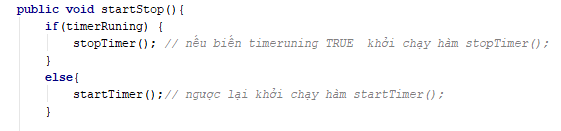 public void startStop(){
if(timerRuning) {
stopTimer(); // nếu biến timeruning TRUE khởi chạy hàm stopTimer();
}
else{
startTimer();// ngược lại khởi chạy hàm startTimer();
}